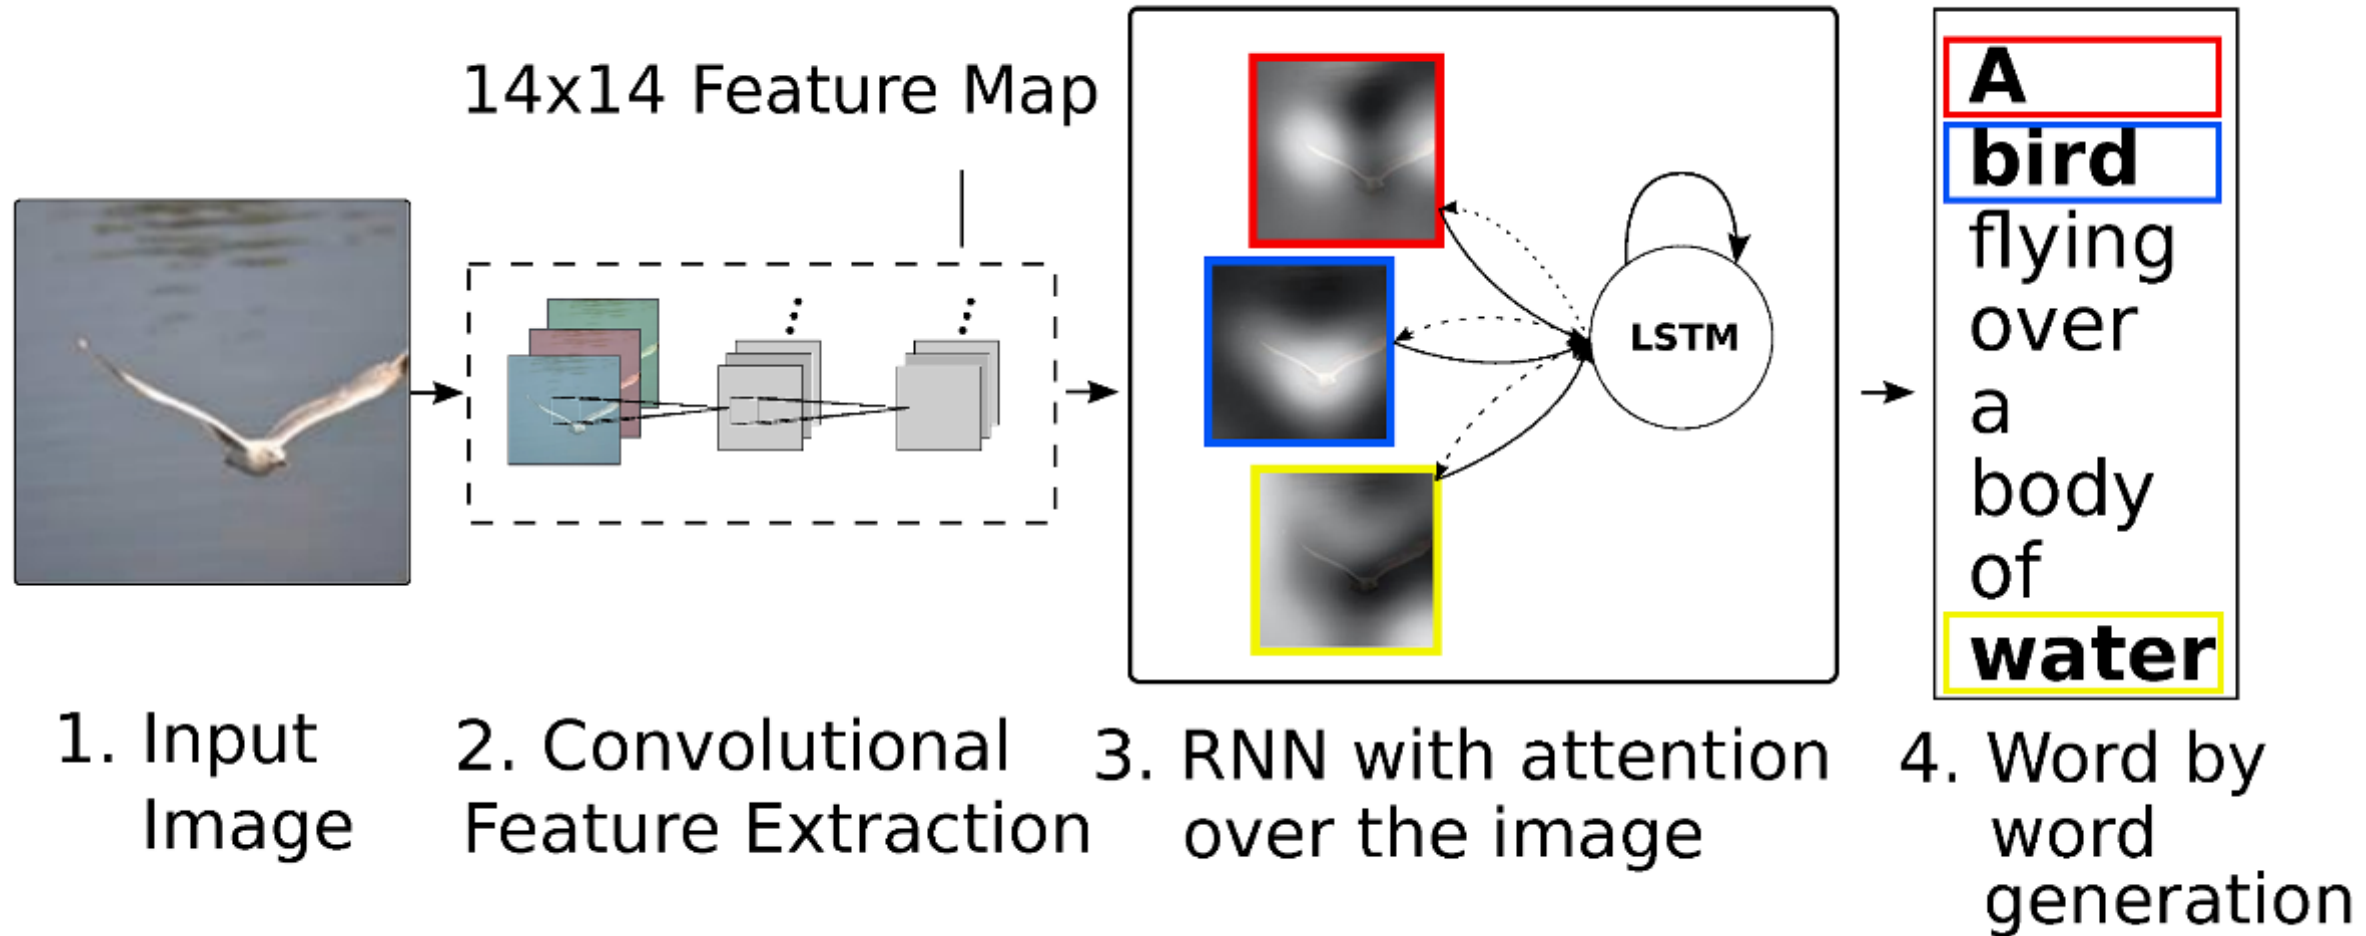 14x14 Feature Map
LSTM
A
bird
flying
over
a
body
of
water
1. Input
Image
2. Convolutional
Feature Extraction
3. RNN with attention
over the image
4. Word by
word
generation